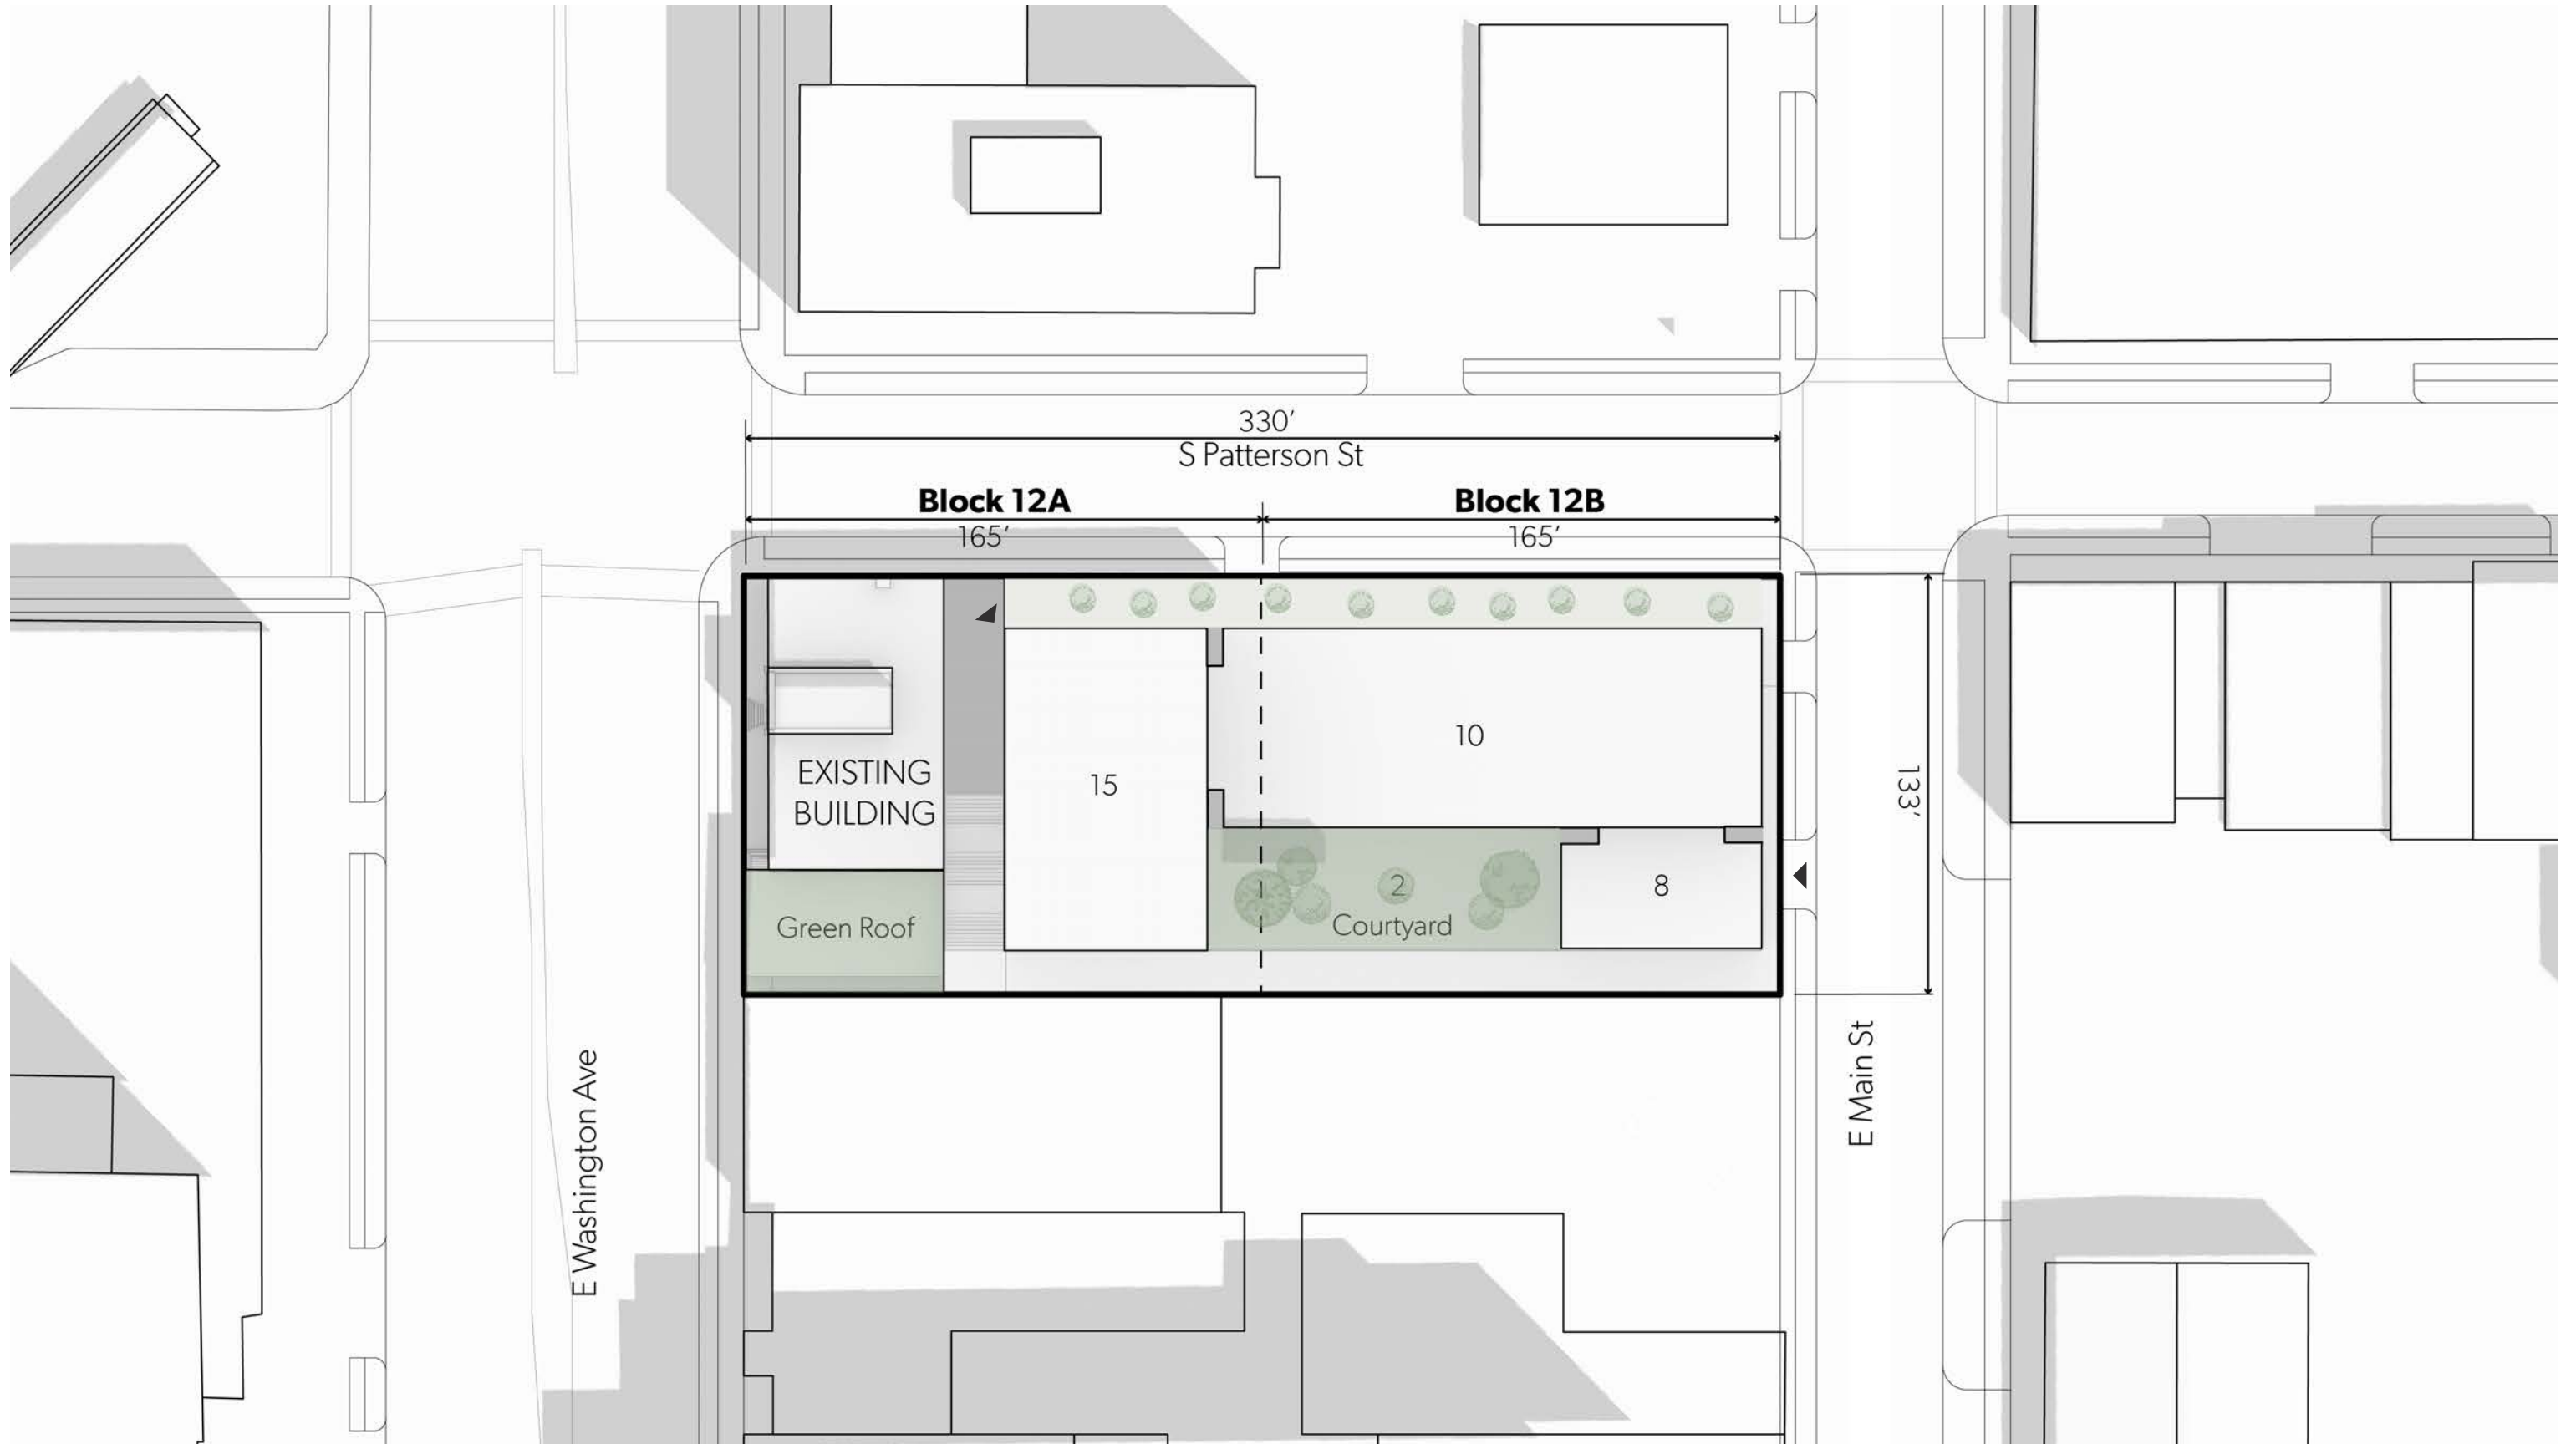 330′
S Patterson St
Block 12A
Block 12B
165′
165′
EXISTING
BUILDING
15
10
133′
Green Roof
2
Courtyard
8
E Washington Ave
E Main St